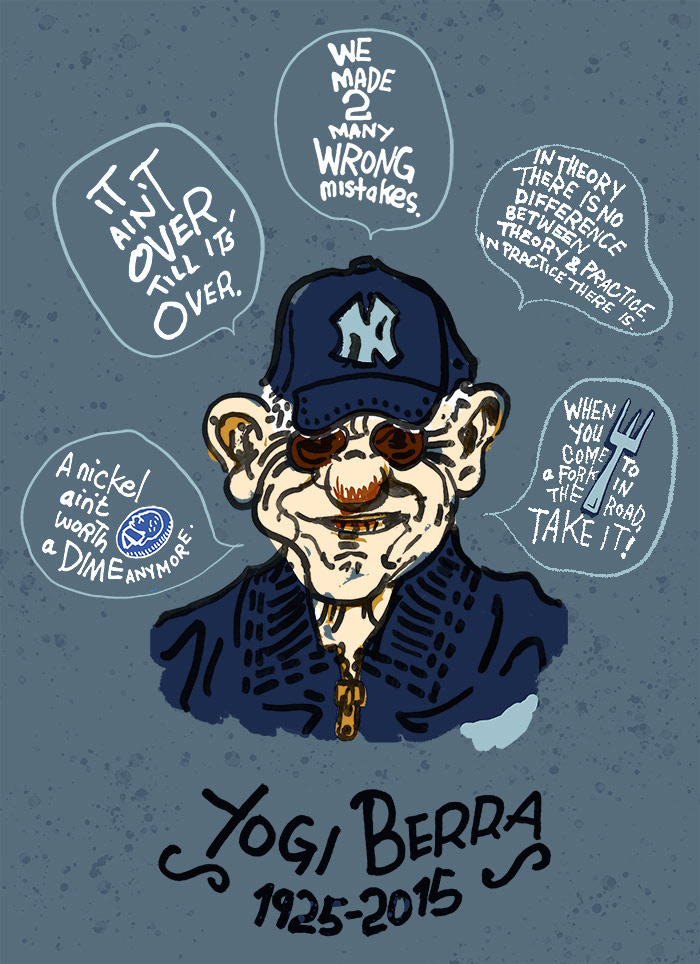 WE
MADE
2
MANY
WRONG
mistakes.
IT
AIN'T
OVER,
TILL IT'S
OVER.
IN THEORY
THERE IS NO
DIFFERENCE
BETWEEN
THEORY & PRACTICE.
IN PRACTICE THERE IS.
A nickel
ain't
WORTH
a DIME ANYMORE.
WHEN
YOU
COME TO
a FORK IN
THE ROAD,
TAKE IT!
NY
YOGI BERRA
1925-2015